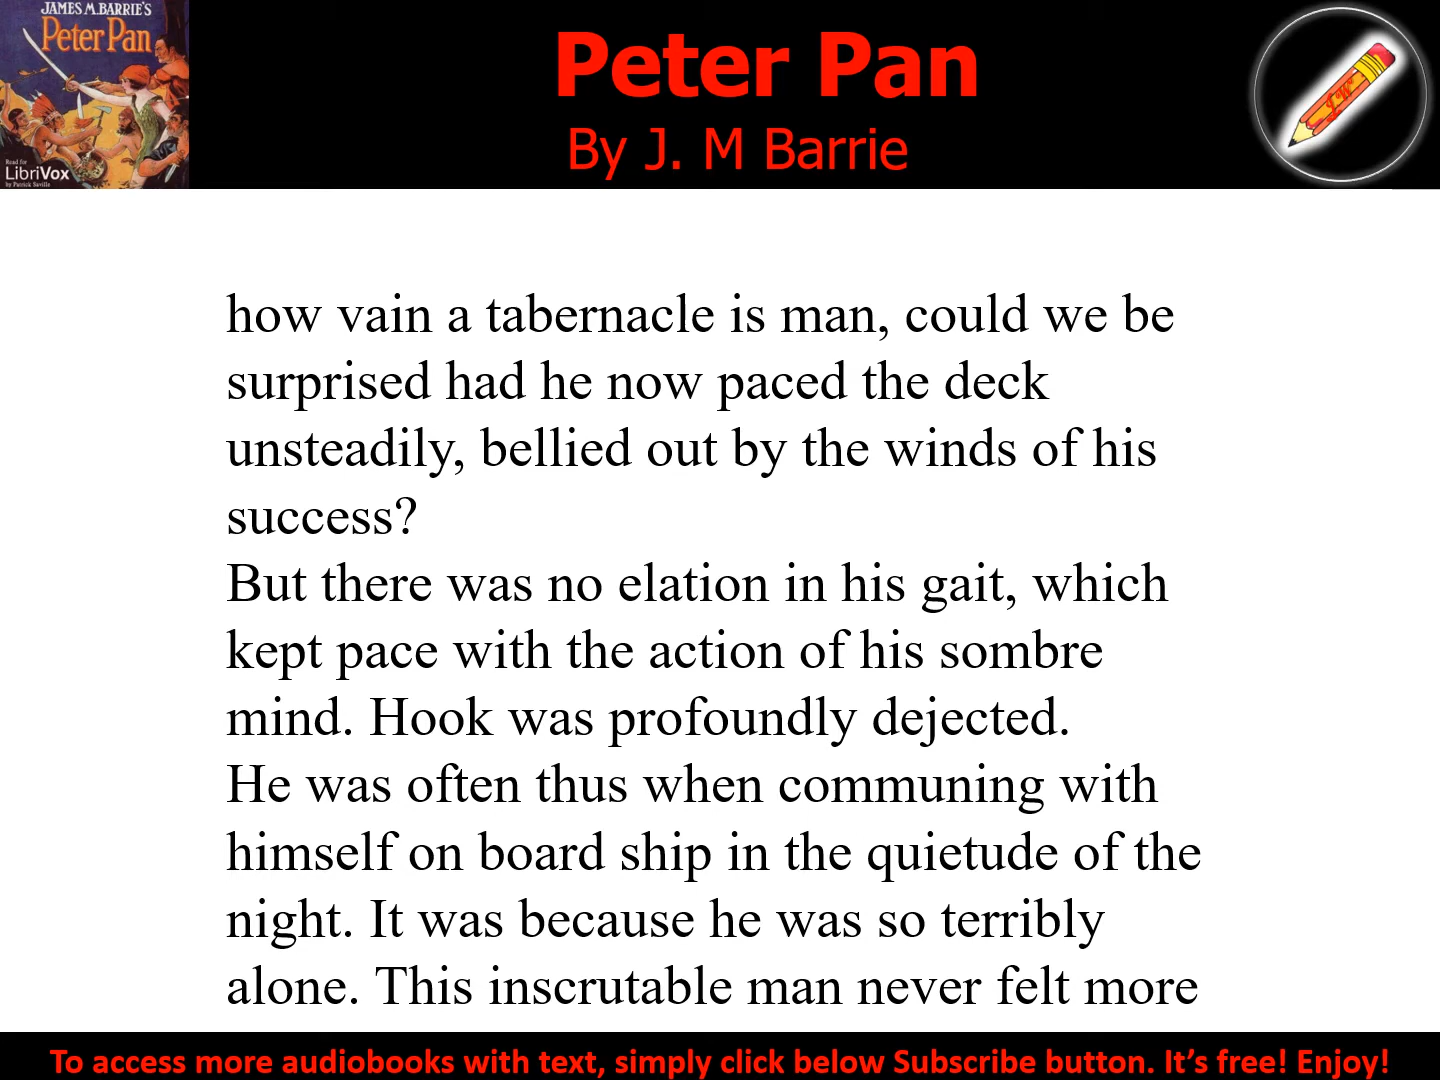 JAMES M. BARRIE'S
Peter Pan
Read for
LibriVox
by Patrick Saville
Peter Pan
By J. M Barrie
how vain a tabernacle is man, could we be
surprised had he now paced the deck
unsteadily, bellied out by the winds of his
success?
But there was no elation in his gait, which
kept pace with the action of his sombre
mind. Hook was profoundly dejected.
He was often thus when communing with
himself on board ship in the quietude of the
night. It was because he was so terribly
alone. This inscrutable man never felt more
To access more audiobooks with text, simply click below Subscribe button. It's free! Enjoy!